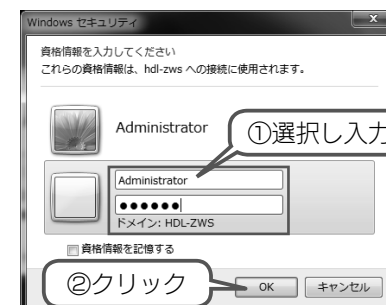 Windows セキュリティ
x
資格情報を入力してください
これらの資格情報は、hdl-zws への接続に使用されます。
Administrator
①選択し入力
Administrator
●●●●●●
ドメイン: HDL-ZWS
資格情報を記憶する
②クリック
OK
キャンセル